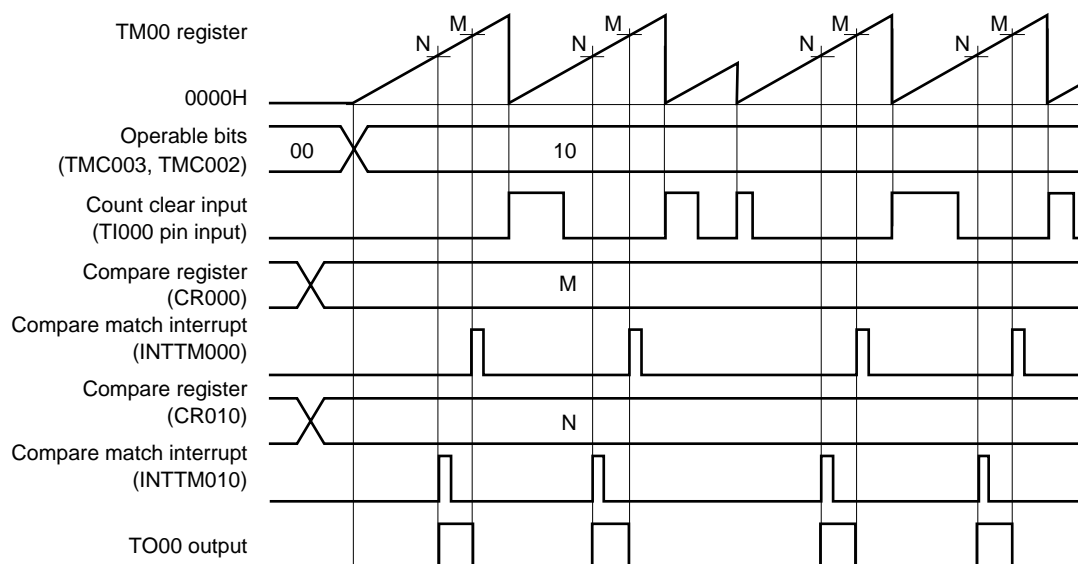 M M M M
TM00 register
N N N N
0000H
Operable bits
(TMC003, TMC002)
00 10
Count clear input
(TI000 pin input)
Compare register
(CR000)
M
Compare match interrupt
(INTTM000)
Compare register
(CR010)
N
Compare match interrupt
(INTTM010)
TO00 output